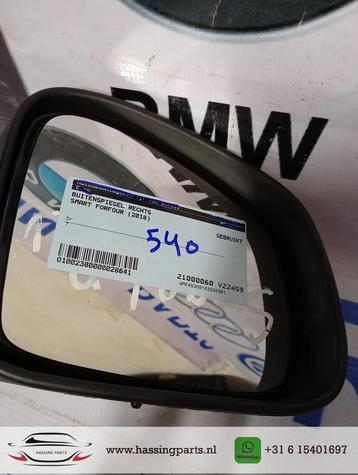 BMW
BUITENSPIEGEL RECHTS
SMART FORFOUR (2018)
GEBRUIKT
540
01002380000028641
21000060 V22459
HASSING PARTS
www.hassingparts.nl
WhatsApp
+31 6 15401697